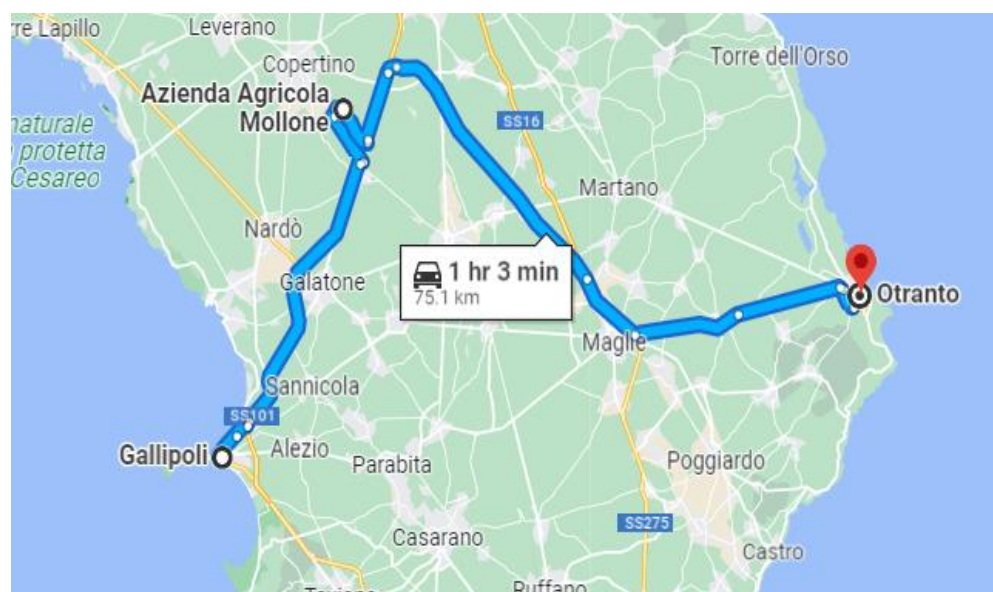 rre Lapillo
Leverano
Copertino
Torre dell'Orso
Azienda Agricola
Mollone
SS16
naturale
protetta
Cesareo
Martano
Nardò
1 hr 3 min
75.1 km
Galatone
Otranto
Maglie
Sannicola
SS101
Gallipoli
Alezio
Parabita
Poggiardo
SS275
Casarano
Castro
Ruffano